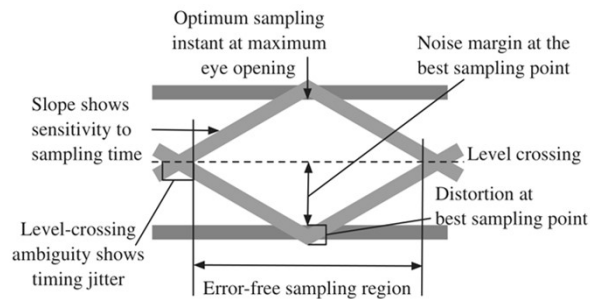 Optimum sampling
instant at maximum
eye opening
Noise margin at the
best sampling point
Slope shows
sensitivity to
sampling time
Level crossing
Distortion at
best sampling point
Level-crossing
ambiguity shows
timing jitter
Error-free sampling region